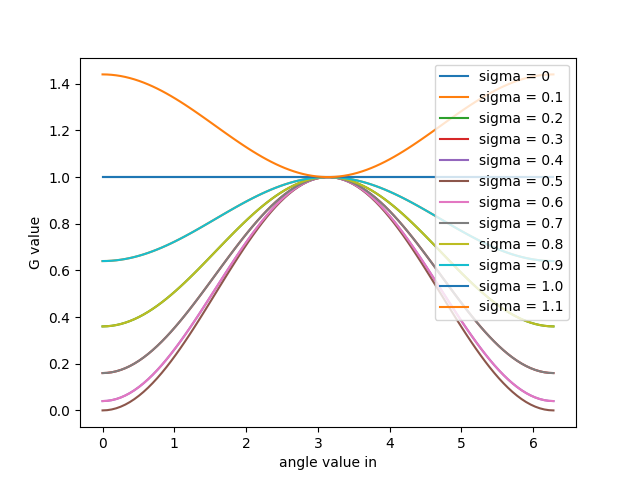 1.4
1.2
1.0
0.8
0.6
0.4
0.2
0.0
G value
sigma = 0
sigma = 0.1
sigma = 0.2
sigma = 0.3
sigma = 0.4
sigma = 0.5
sigma = 0.6
sigma = 0.7
sigma = 0.8
sigma = 0.9
sigma = 1.0
sigma = 1.1
0 1 2 3 4 5 6
angle value in